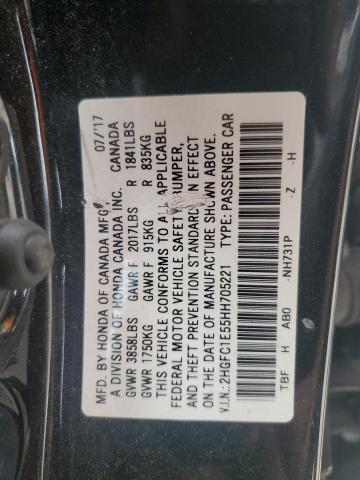 MFD. BY HONDA OF CANADA MFG. 07/'17
A DIVISION OF HONDA CANADA INC. CANADA
GVWR 3858LBS GAWR F 2017LBS R 1841LBS
GVWR 1750KG GAWR F 915KG R 835KG
THIS VEHICLE CONFORMS TO ALL APPLICABLE
FEDERAL MOTOR VEHICLE SAFETY BUMPER,
AND THEFT PREVENTION STANDARDS IN EFFECT
ON THE DATE OF MANUFACTURE SHOWN ABOVE.
V.I.N.: 2HGFC1E55HH705221 TYPE: PASSENGER CAR
TBF H AB0 -NH731P -Z -H